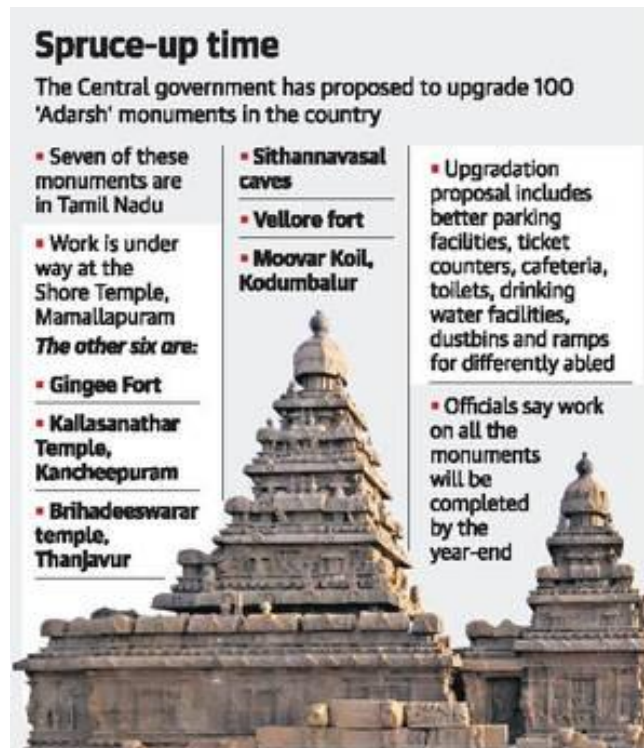 Spruce-up time
The Central government has proposed to upgrade 100
'Adarsh' monuments in the country
▪ Seven of these
monuments are
in Tamil Nadu
▪ Work is under
way at the
Shore Temple,
Mamallapuram
The other six are:
▪ Gingee Fort
▪ Kailasanathar
Temple,
Kancheepuram
▪ Brihadeeswarar
temple,
Thanjavur
▪ Sithannavasal
caves
▪ Vellore fort
▪ Moovar Koil,
Kodumbalur
▪ Upgradation
proposal includes
better parking
facilities, ticket
counters, cafeteria,
toilets, drinking
water facilities,
dustbins and ramps
for differently abled
▪ Officials say work
on all the
monuments
will be
completed
by the
year-end